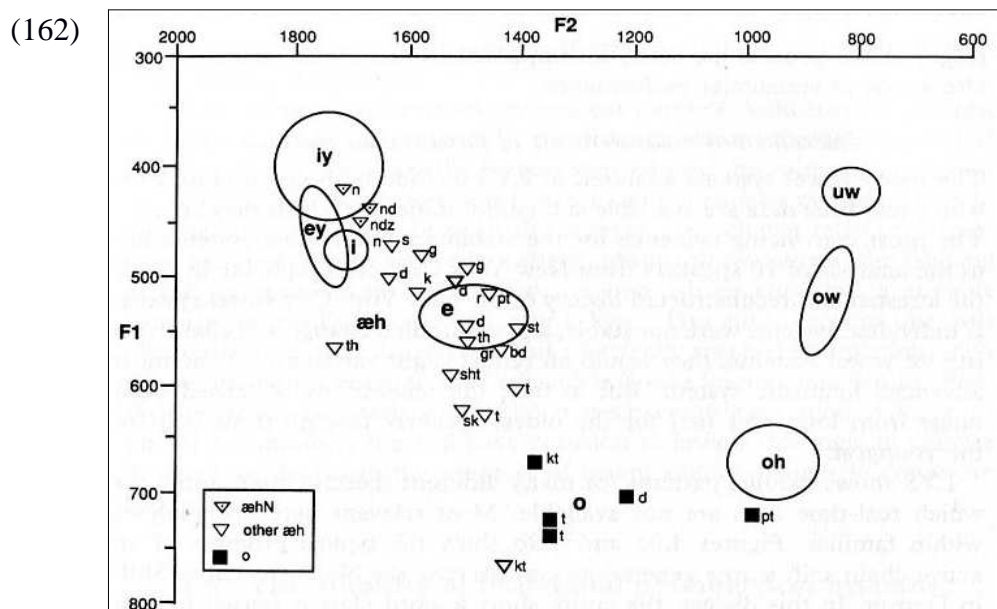 (162)
F2
2000 1800 1600 1400 1200 1000 800 600
300
iy
400
n
uw
nd
ey
ndz
i
n s
g
500
g
d
d
k
r pt
ow
e
æh
d
st
F1
th
th
gr bd
600
sht
t
sk t
kt
oh
700
o
d
æhN
t
pt
other æh
t
o
kt
800